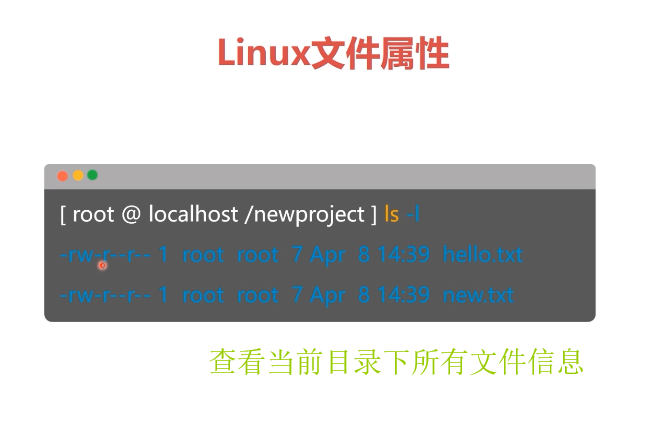 Linux文件属性
[ root @ localhost /newproject ] ls -l
-rw-r--r-- 1 root root 7 Apr 8 14:39 hello.txt
-rw-r--r-- 1 root root 7 Apr 8 14:39 new.txt
查看当前目录下所有文件信息